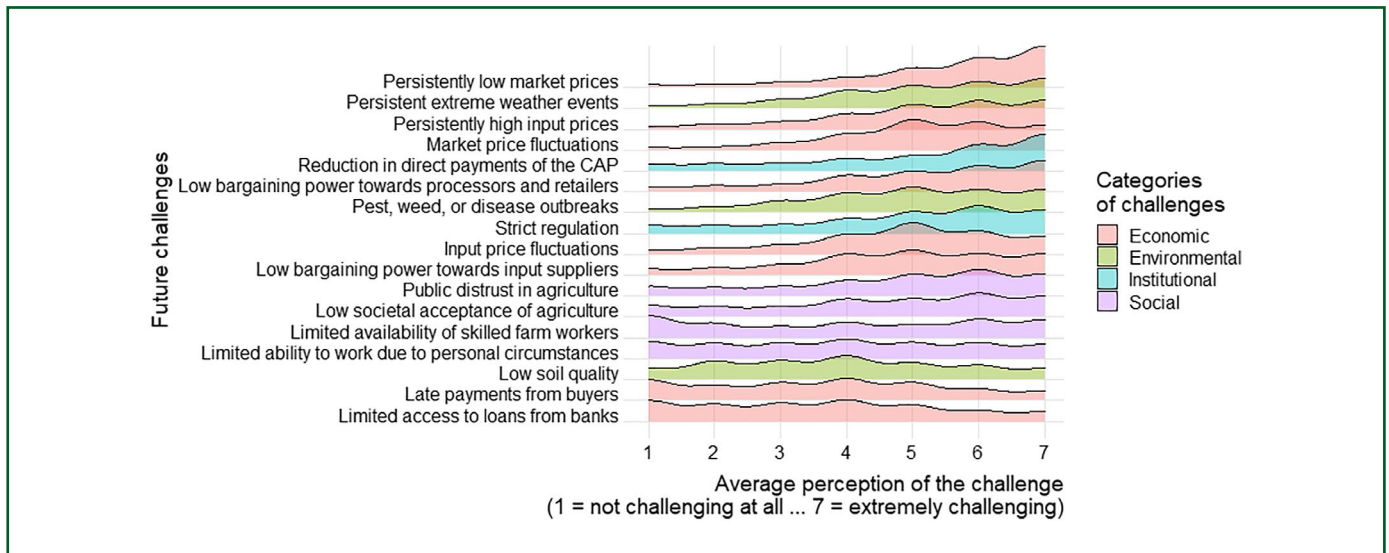 Persistently low market prices
Persistent extreme weather events
Persistently high input prices
Market price fluctuations
Reduction in direct payments of the CAP
Low bargaining power towards processors and retailers
Pest, weed, or disease outbreaks
Strict regulation
Input price fluctuations
Low bargaining power towards input suppliers
Public distrust in agriculture
Low societal acceptance of agriculture
Limited availability of skilled farm workers
Limited ability to work due to personal circumstances
Low soil quality
Late payments from buyers
Limited access to loans from banks
Future challenges
1 2 3 4 5 6 7
Average perception of the challenge
(1 = not challenging at all ... 7 = extremely challenging)
Categories
of challenges
Economic
Environmental
Institutional
Social